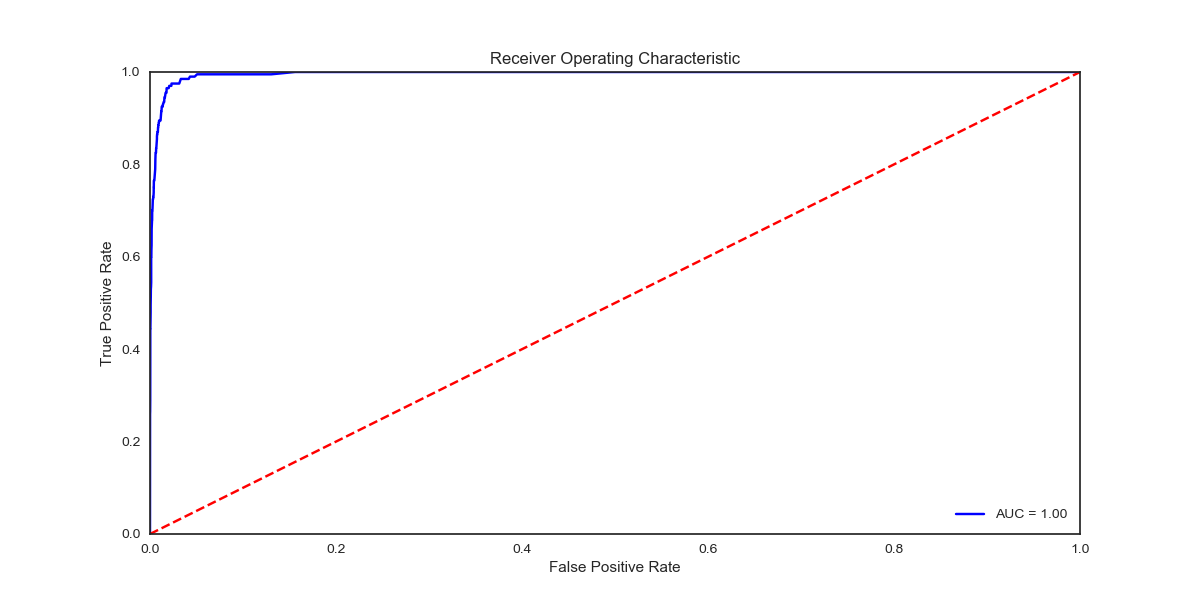 Receiver Operating Characteristic
1.0
0.8
0.6
0.4
0.2
0.0
True Positive Rate
AUC = 1.00
0.0 0.2 0.4 0.6 0.8 1.0
False Positive Rate